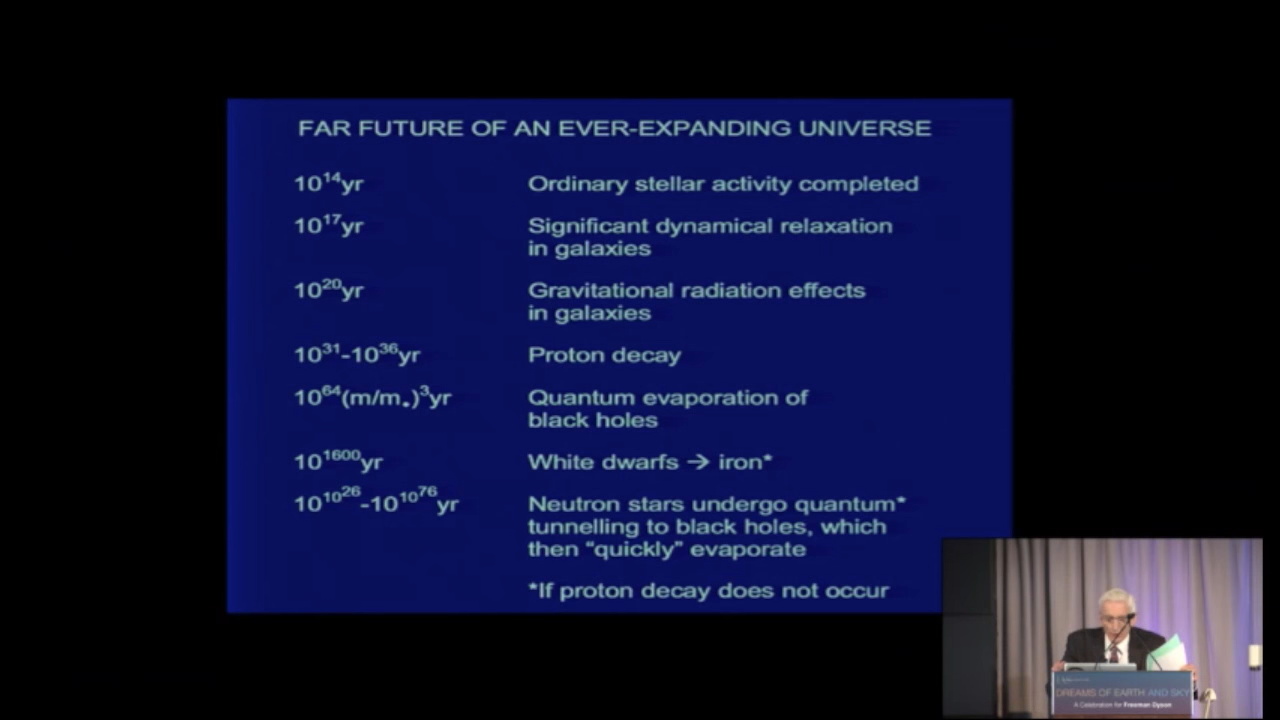 FAR FUTURE OF AN EVER-EXPANDING UNIVERSE
10¹⁴yr Ordinary stellar activity completed
10¹⁷yr Significant dynamical relaxation
in galaxies
10²⁰yr Gravitational radiation effects
in galaxies
10³¹-10³⁶yr Proton decay
10⁶⁴(m/m*)³yr Quantum evaporation of
black holes
10¹⁶⁰⁰yr White dwarfs → iron*
10^10^26-10^10^76yr Neutron stars undergo quantum*
tunnelling to black holes, which
then “quickly” evaporate
*If proton decay does not occur
DREAMS OF EARTH AND SKY
A Celebration for Freeman Dyson